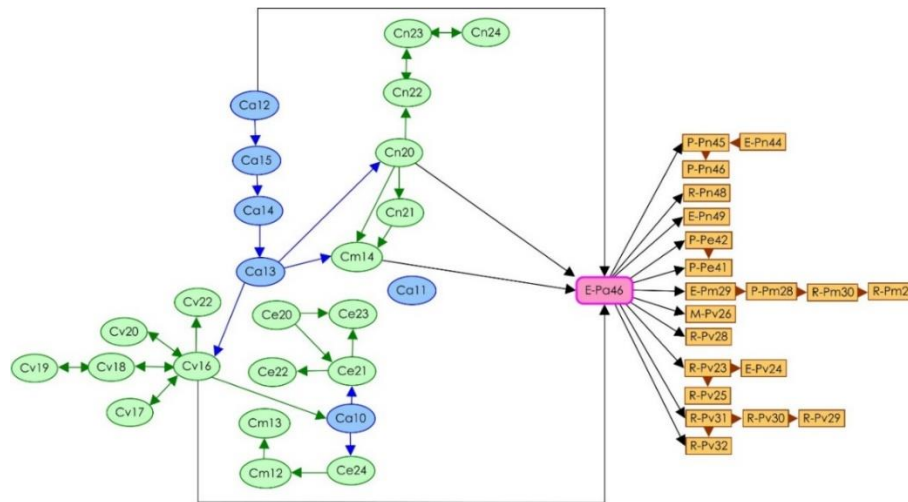 Cn23 Cn24
Cn22
Ca12
P-Pn45 E-Pn44
Cn20
Ca15
P-Pn46
R-Pn48
Ca14
Cn21
E-Pn49
P-Pe42
Cm14
P-Pe41
Ca13
Ca11
E-Pa46
E-Pm29 P-Pm28 R-Pm30 R-Pm2
Cv22
Ce20 Ce23
M-Pv26
Cv20
R-Pv28
Cv19 Cv18 Cv16
Ce22 Ce21
R-Pv23 E-Pv24
R-Pv25
Cv17
Ca10
R-Pv31 R-Pv30 R-Pv29
Cm13
R-Pv32
Cm12 Ce24